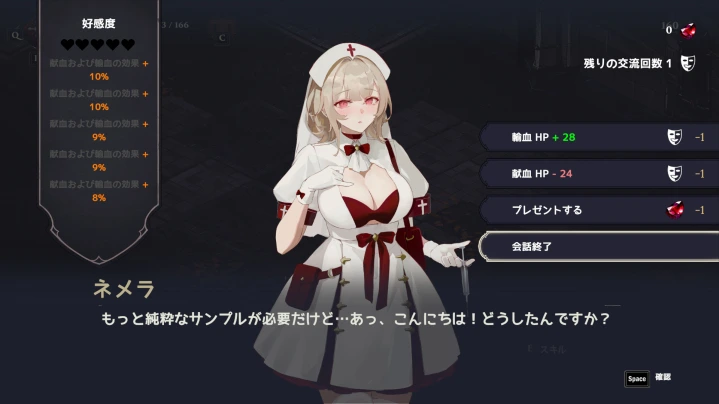 好感度
3 / 166
160
0
Q
C
献血および輸血の効果 +
10%
残りの交流回数 1
献血および輸血の効果 +
10%
献血および輸血の効果 +
9%
輸血 HP + 28
-1
献血および輸血の効果 +
9%
献血 HP - 24
-1
献血および輸血の効果 +
8%
プレゼントする
-1
会話終了
ネメラ
もっと純粋なサンプルが必要だけど…あっ、こんにちは！どうしたんですか？
E スキル
Space 確認